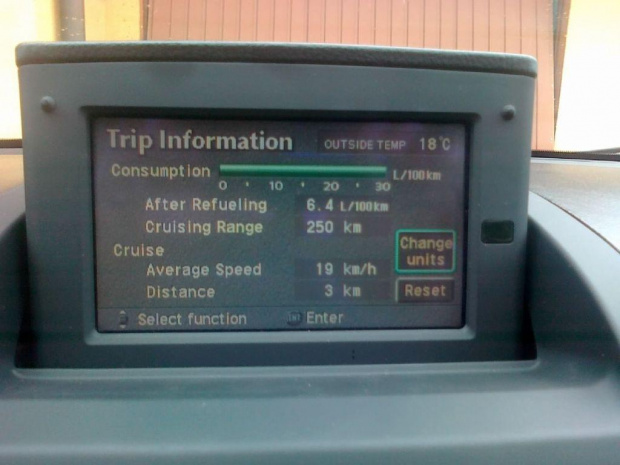 Trip Information OUTSIDE TEMP 18°C
Consumption L/100km
0 · 10 · 20 · 30
After Refueling 6.4 L/100km
Cruising Range 250 km
Change units
Cruise
Average Speed 19 km/h
Distance 3 km Reset
Select function Enter